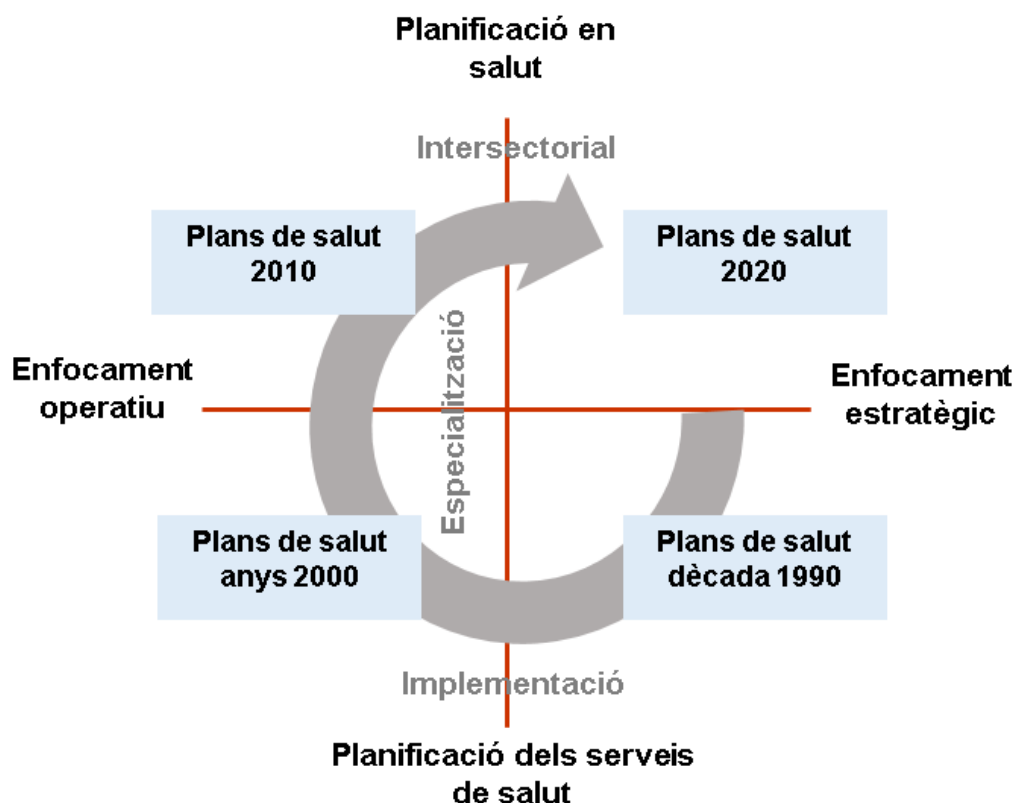 Planificació en
salut
Intersectorial
Plans de salut
2010
Plans de salut
2020
Enfocament
operatiu
Especialització
Enfocament
estratègic
Plans de salut
anys 2000
Plans de salut
dècada 1990
Implementació
Planificació dels serveis
de salut